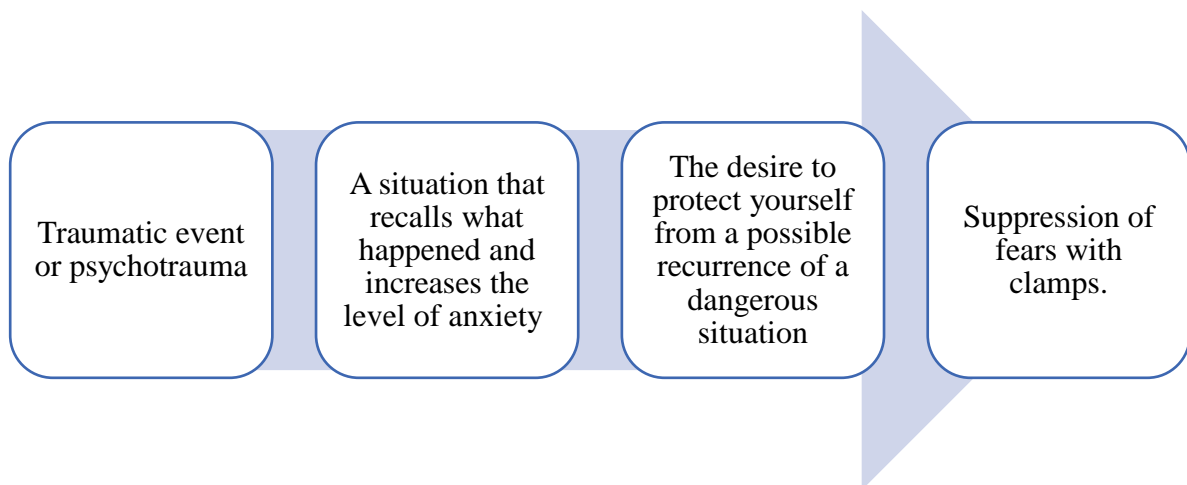 Traumatic event
or psychotrauma
A situation that
recalls what
happened and
increases the
level of anxiety
The desire to
protect yourself
from a possible
recurrence of a
dangerous
situation
Suppression of
fears with
clamps.